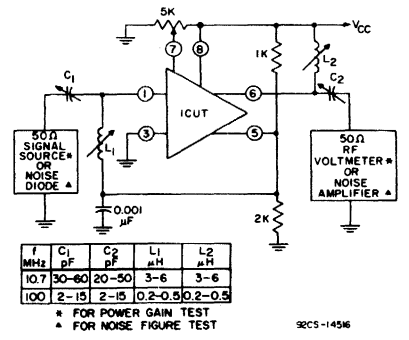 5K
VCC
7
8
1K
L2
C1
C2
1
6
ICUT
3
5
L1
50Ω
SIGNAL
SOURCE*
OR
NOISE
DIODE ▲
50Ω
RF
VOLTMETER*
OR
NOISE
AMPLIFIER ▲
0.001
μF
2K
f MHz C1 pF C2 pF L1 μH L2 μH
10.7 30-60 20-50 3-6 3-6
100 2-15 2-15 0.2-0.5 0.2-0.5
* FOR POWER GAIN TEST
▲ FOR NOISE FIGURE TEST
92CS-14516